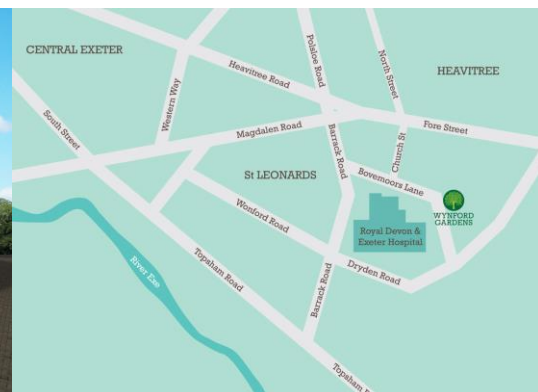 CENTRAL EXETER
HEAVITREE
St LEONARDS
Polsloe Road
North Street
Heavitree Road
Western Way
South Street
Magdalen Road
Fore Street
Barrack Road
Church St
Bovemoors Lane
WYNFORD
GARDENS
Royal Devon &
Exeter Hospital
Wonford Road
Dryden Road
River Exe
Topsham Road
Barrack Road